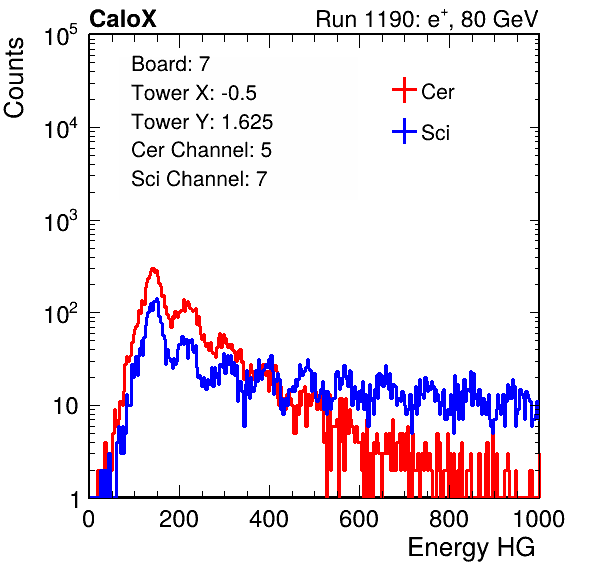 CaloX Run 1190: e⁺, 80 GeV
Counts
Board: 7
Tower X: -0.5
Tower Y: 1.625
Cer Channel: 5
Sci Channel: 7
Cer
Sci
10⁵
10⁴
10³
10²
10
1
0 200 400 600 800 1000
Energy HG